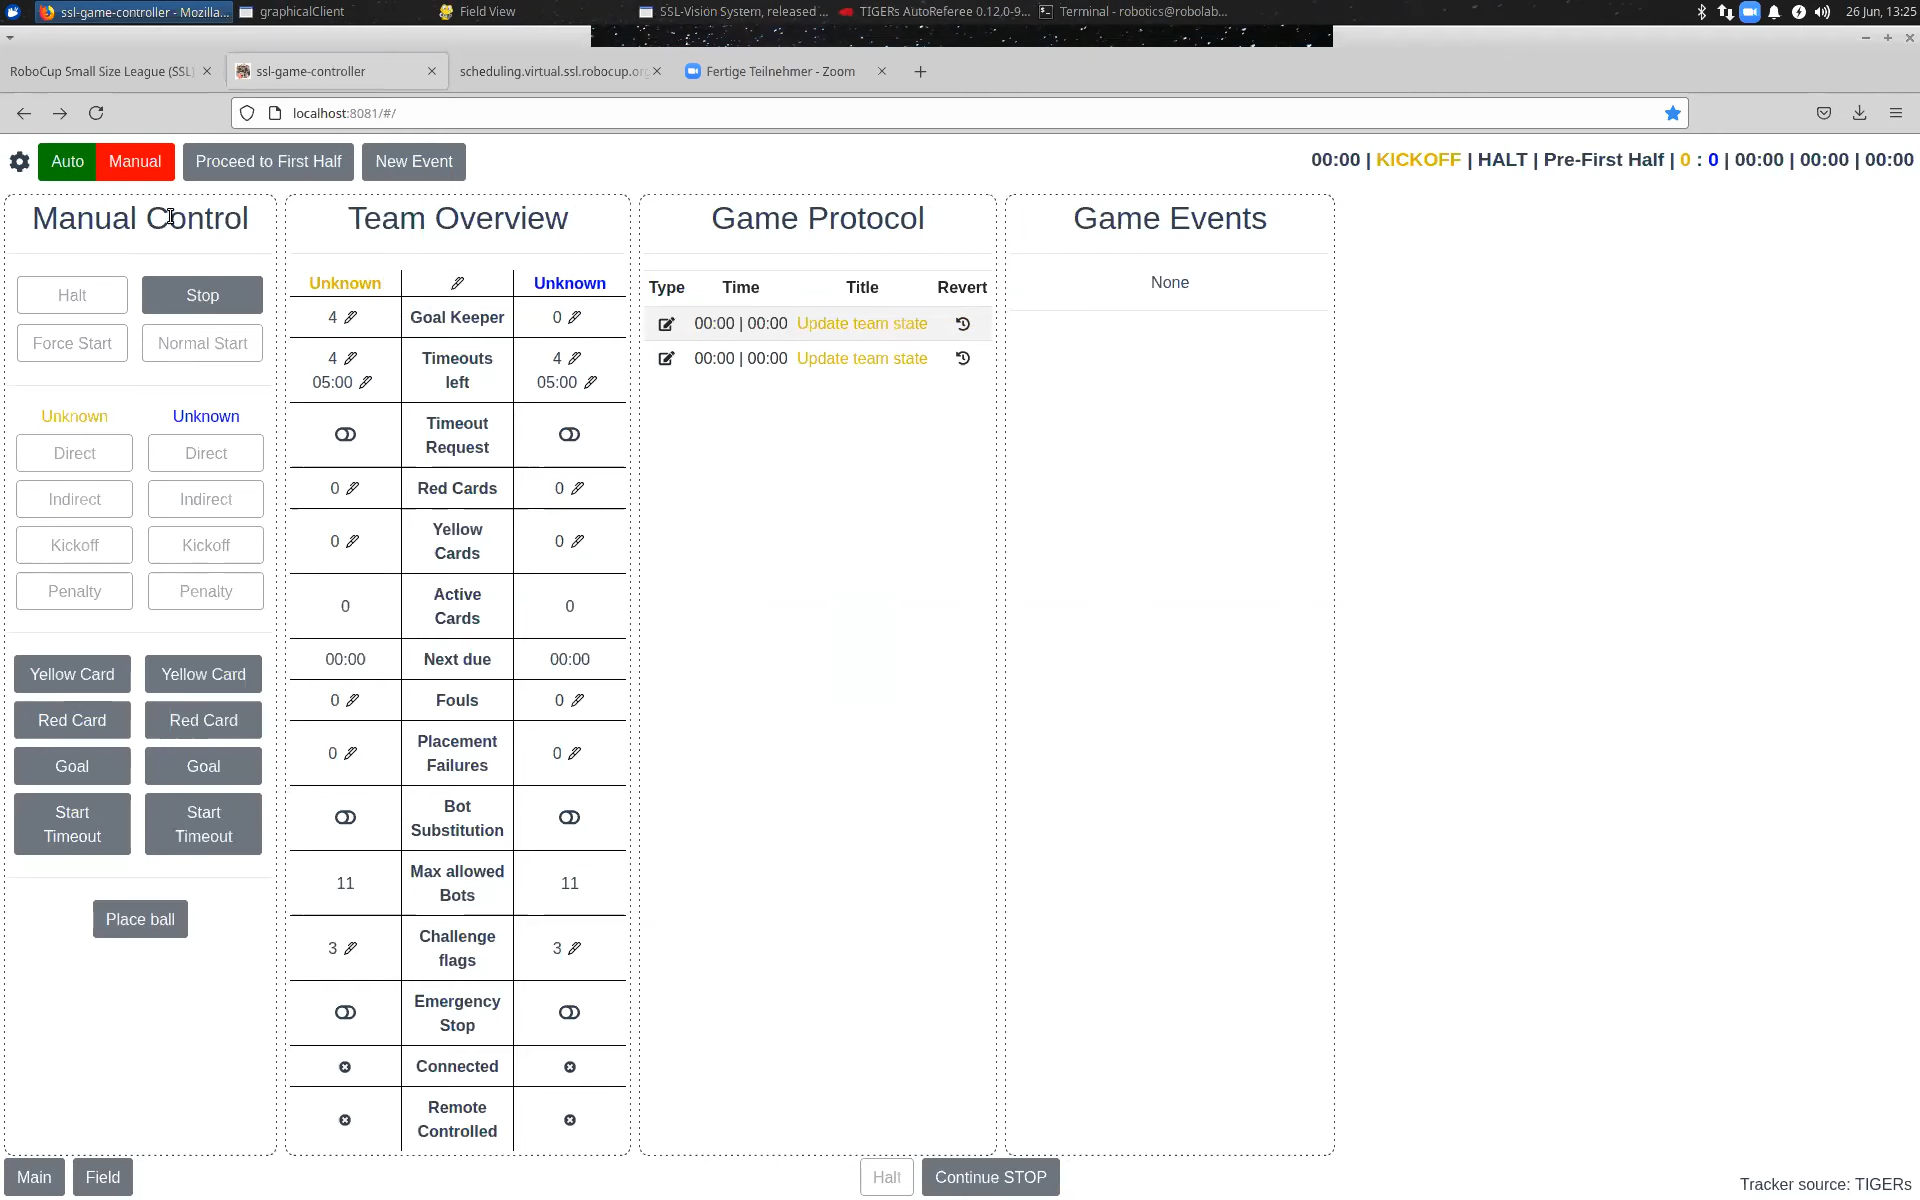 ssl-game-controller - Mozilla...
graphicalClient
Field View
SSL-Vision System, released ...
TIGERs AutoReferee 0.12.0-9...
Terminal - robotics@robolab...
26 Jun, 13:25
RoboCup Small Size League (SSL)
ssl-game-controller
scheduling.virtual.ssl.robocup.org
Fertige Teilnehmer - Zoom
localhost:8081/#/
Auto
Manual
Proceed to First Half
New Event
00:00 | KICKOFF | HALT | Pre-First Half | 0 : 0 | 00:00 | 00:00 | 00:00
Manual Control
Halt
Stop
Force Start
Normal Start
Unknown
Unknown
Direct
Direct
Indirect
Indirect
Kickoff
Kickoff
Penalty
Penalty
Yellow Card
Yellow Card
Red Card
Red Card
Goal
Goal
Start
Timeout
Start
Timeout
Place ball
Team Overview
Unknown
Unknown
4 Goal Keeper 0
4 Timeouts 4
05:00 left 05:00
Timeout
Request
0 Red Cards 0
0 Yellow 0
Cards
0 Active 0
Cards
00:00 Next due 00:00
0 Fouls 0
0 Placement 0
Failures
Bot
Substitution
11 Max allowed 11
Bots
3 Challenge 3
flags
Emergency
Stop
Connected
Remote
Controlled
Game Protocol
Type Time Title Revert
00:00 | 00:00 Update team state
00:00 | 00:00 Update team state
Game Events
None
Main
Field
Halt
Continue STOP
Tracker source: TIGERs